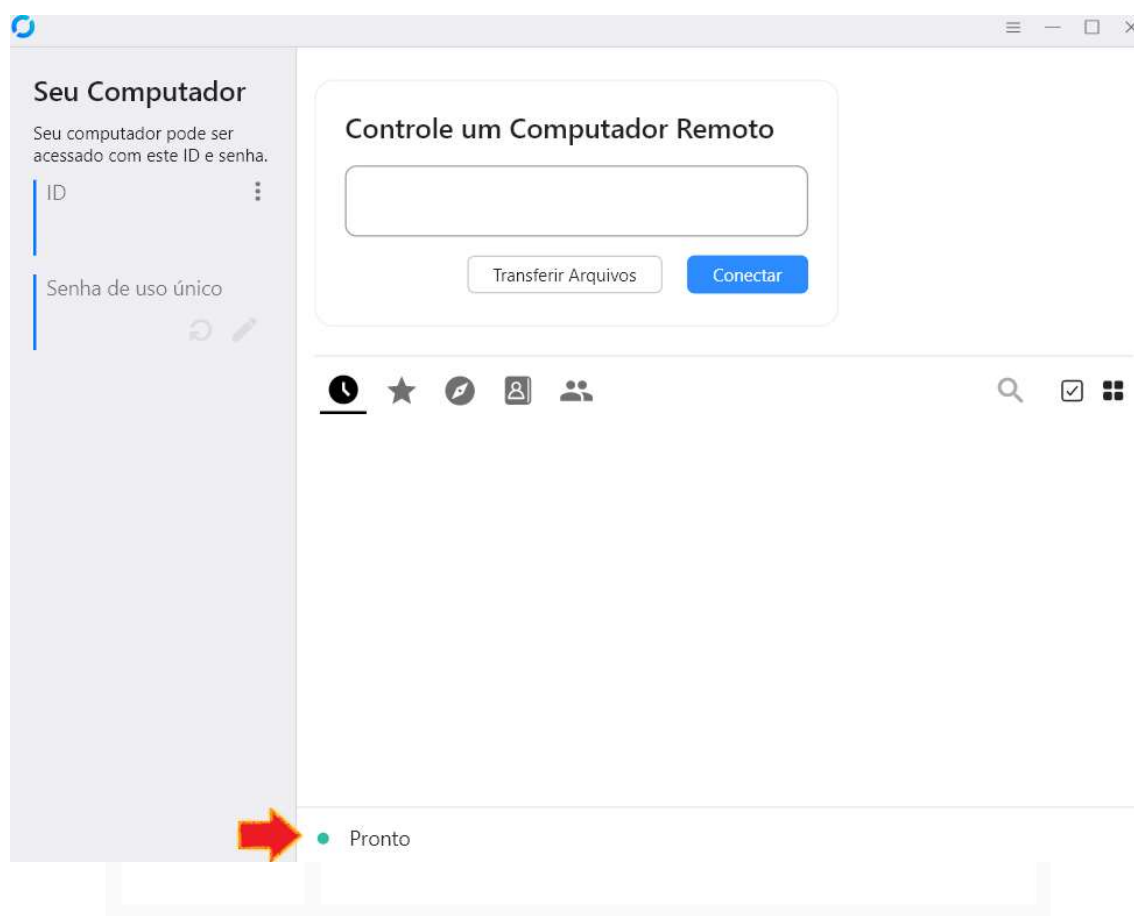 Seu Computador
Seu computador pode ser
acessado com este ID e senha.
ID
Senha de uso único
Controle um Computador Remoto
Transferir Arquivos
Conectar
Pronto